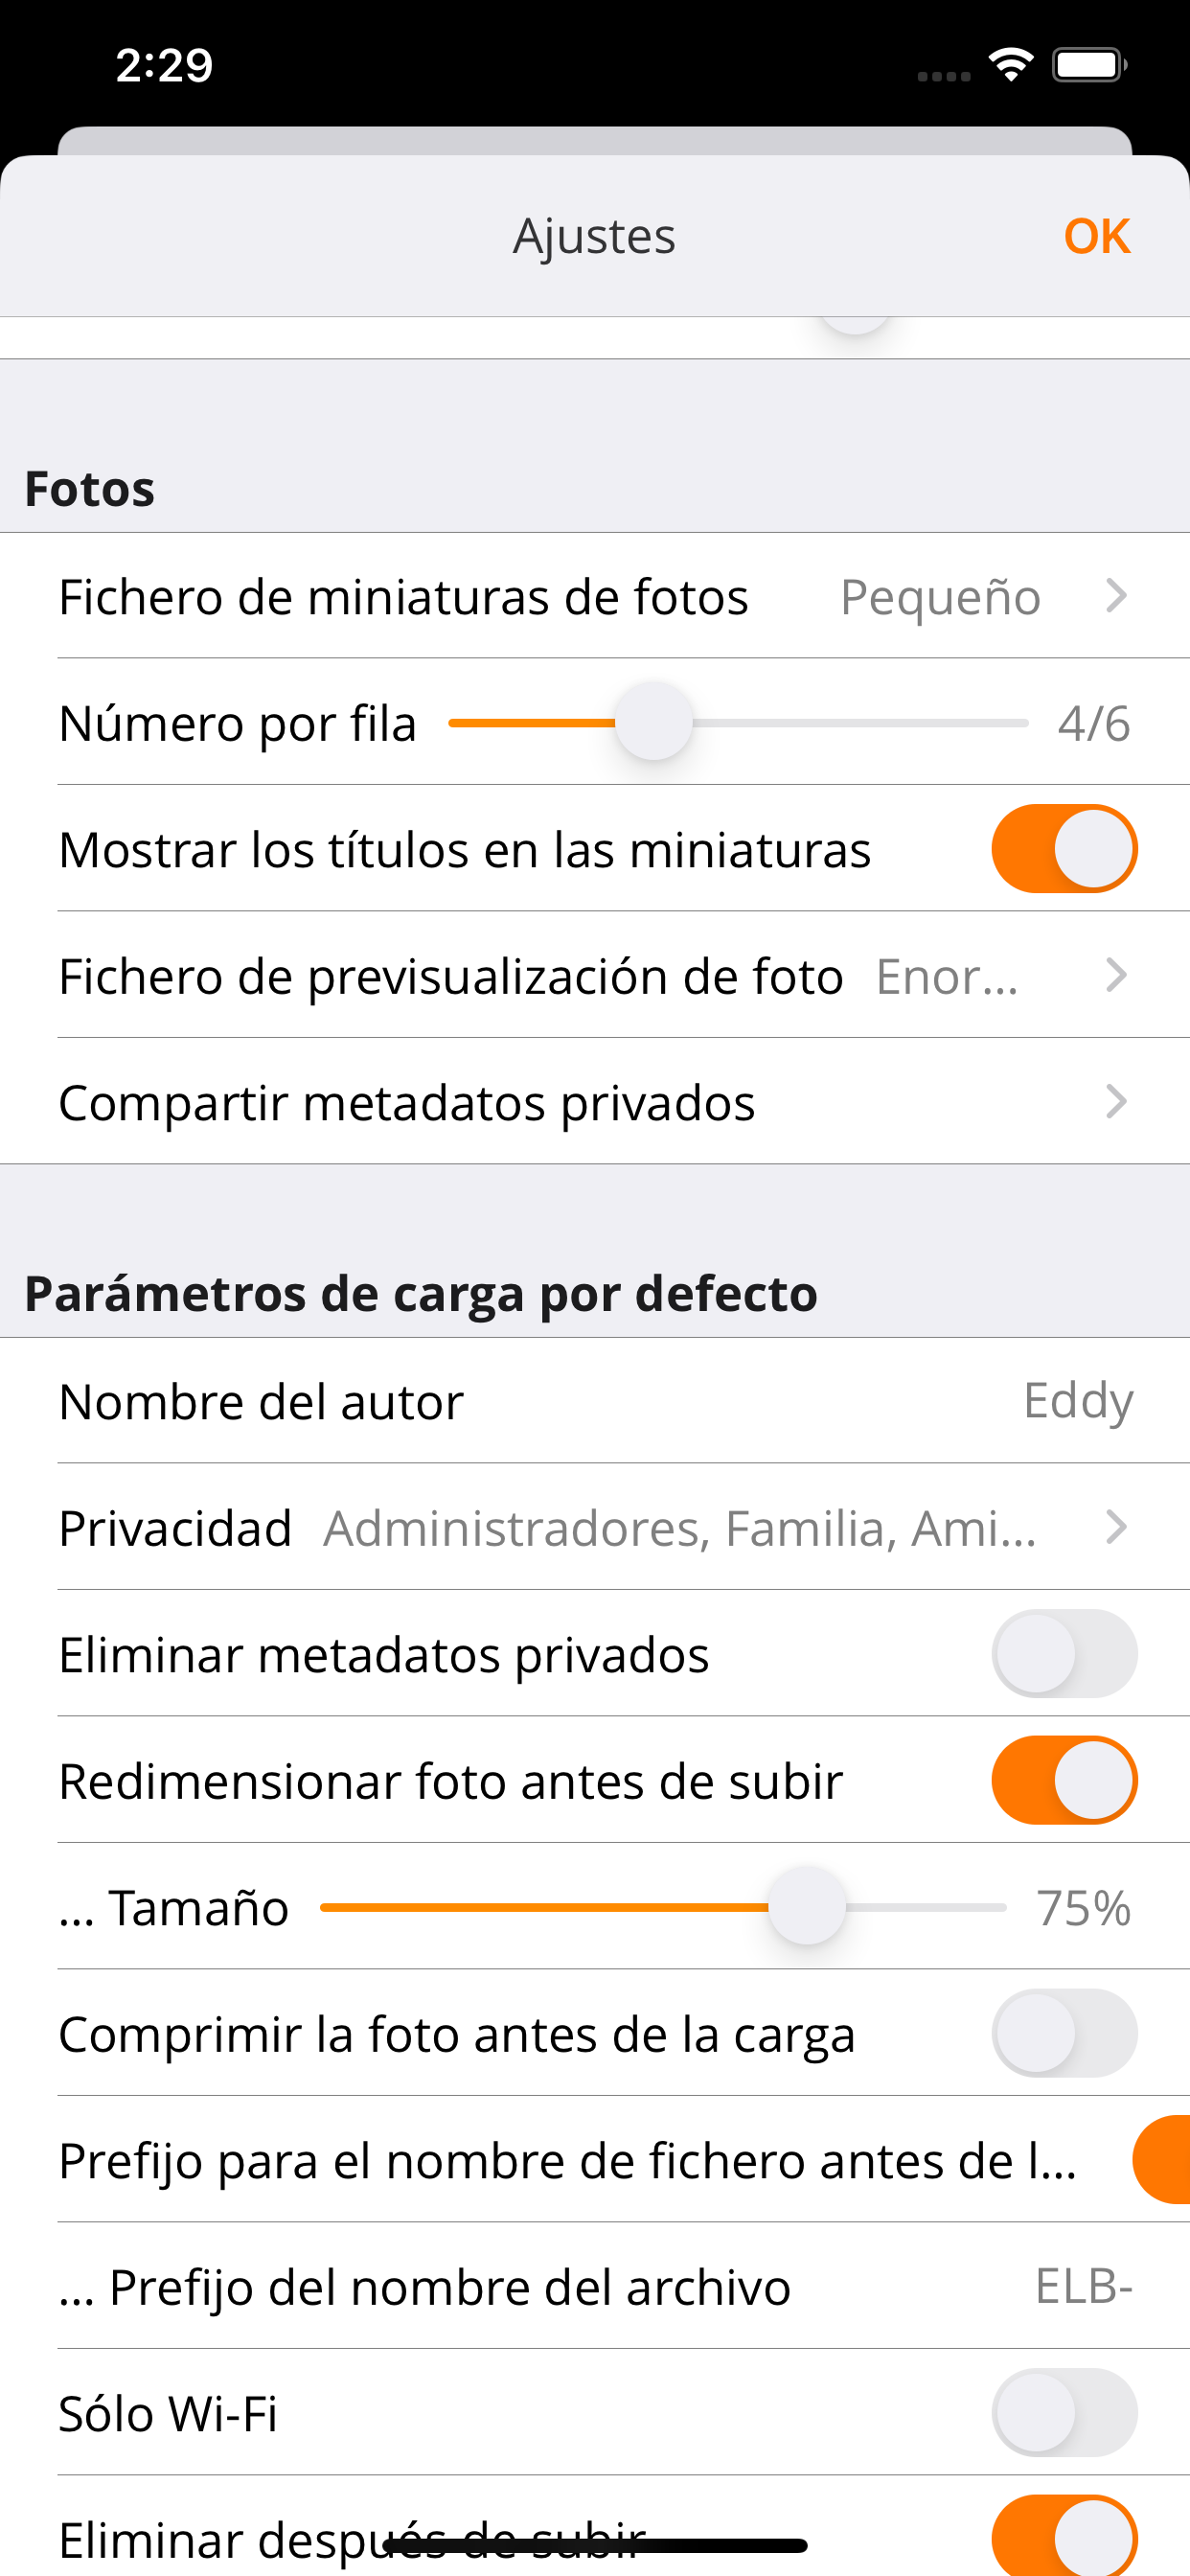 2:29
Ajustes OK
Fotos
Fichero de miniaturas de fotos Pequeño
Número por fila 4/6
Mostrar los títulos en las miniaturas
Fichero de previsualización de foto Enor...
Compartir metadatos privados
Parámetros de carga por defecto
Nombre del autor Eddy
Privacidad Administradores, Familia, Ami...
Eliminar metadatos privados
Redimensionar foto antes de subir
... Tamaño 75%
Comprimir la foto antes de la carga
Prefijo para el nombre de fichero antes de l...
... Prefijo del nombre del archivo ELB-
Sólo Wi-Fi
Eliminar después de subir